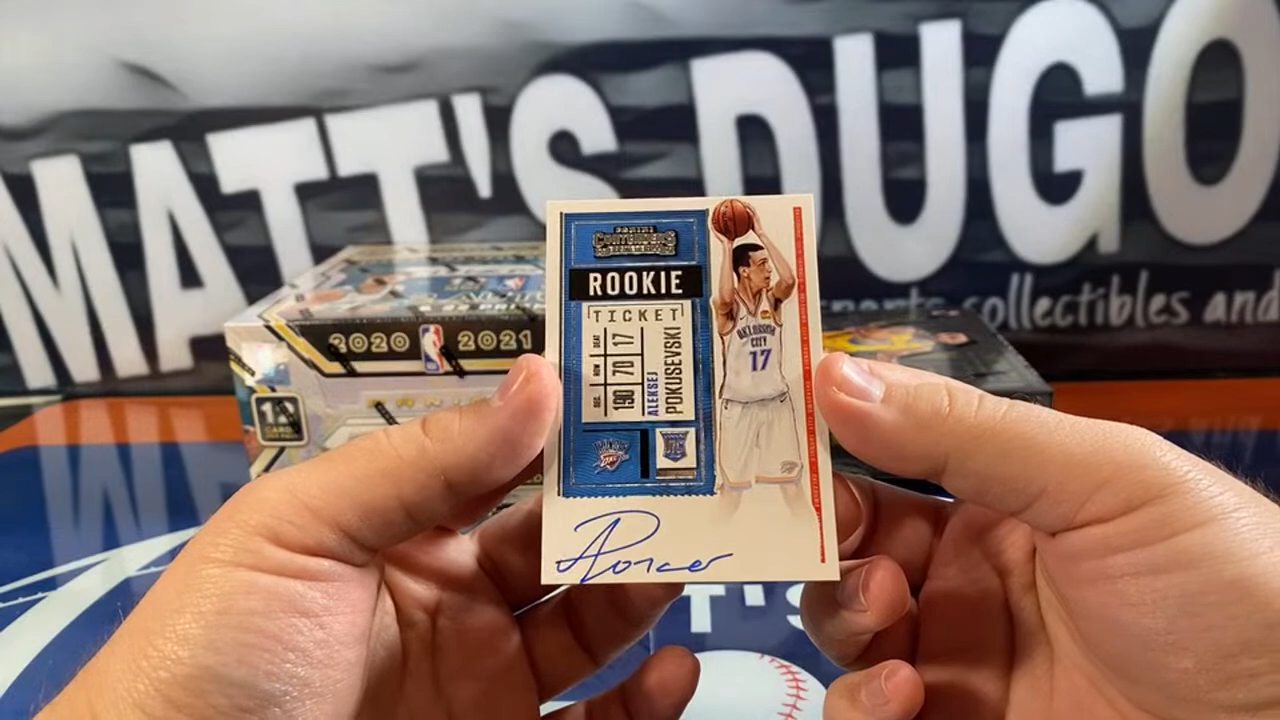 MATT'S DUGO
sports collectibles and
2020 2021
PANINI
CONTENDERS
ROOKIE
TICKET
SEAT 17
ROW 70
SEC. 190
ALEKSEJ
POKUSEVSKI
OKLAHOMA
CITY
17
T'S